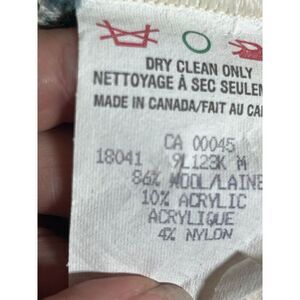 DRY CLEAN ONLY
NETTOYAGE À SEC SEULEM
MADE IN CANADA/FAIT AU CA
CA 00045
18041 9L123K M
86% WOOL/LAINE
10% ACRYLIC
ACRYLIQUE
4% NYLON